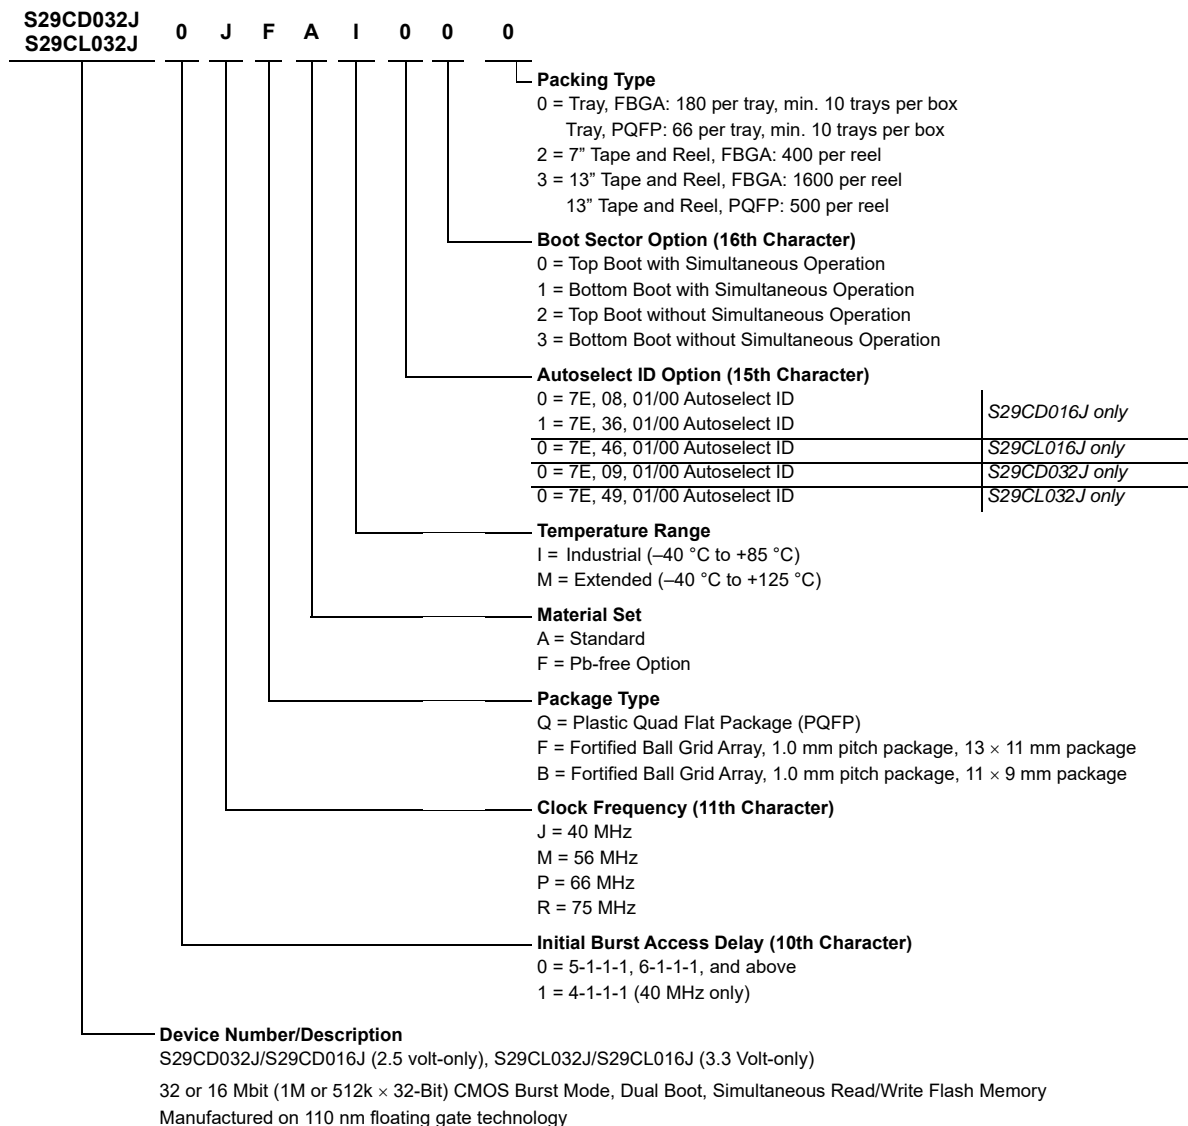 S29CD032J
S29CL032J
0 J F A I 0 0 0
Packing Type
0 = Tray, FBGA: 180 per tray, min. 10 trays per box
Tray, PQFP: 66 per tray, min. 10 trays per box
2 = 7” Tape and Reel, FBGA: 400 per reel
3 = 13” Tape and Reel, FBGA: 1600 per reel
13” Tape and Reel, PQFP: 500 per reel
Boot Sector Option (16th Character)
0 = Top Boot with Simultaneous Operation
1 = Bottom Boot with Simultaneous Operation
2 = Top Boot without Simultaneous Operation
3 = Bottom Boot without Simultaneous Operation
Autoselect ID Option (15th Character)
0 = 7E, 08, 01/00 Autoselect ID
S29CD016J only
1 = 7E, 36, 01/00 Autoselect ID
0 = 7E, 46, 01/00 Autoselect ID S29CL016J only
0 = 7E, 09, 01/00 Autoselect ID S29CD032J only
0 = 7E, 49, 01/00 Autoselect ID S29CL032J only
Temperature Range
I = Industrial (–40 °C to +85 °C)
M = Extended (–40 °C to +125 °C)
Material Set
A = Standard
F = Pb-free Option
Package Type
Q = Plastic Quad Flat Package (PQFP)
F = Fortified Ball Grid Array, 1.0 mm pitch package, 13 × 11 mm package
B = Fortified Ball Grid Array, 1.0 mm pitch package, 11 × 9 mm package
Clock Frequency (11th Character)
J = 40 MHz
M = 56 MHz
P = 66 MHz
R = 75 MHz
Initial Burst Access Delay (10th Character)
0 = 5-1-1-1, 6-1-1-1, and above
1 = 4-1-1-1 (40 MHz only)
Device Number/Description
S29CD032J/S29CD016J (2.5 volt-only), S29CL032J/S29CL016J (3.3 Volt-only)
32 or 16 Mbit (1M or 512k × 32-Bit) CMOS Burst Mode, Dual Boot, Simultaneous Read/Write Flash Memory
Manufactured on 110 nm floating gate technology